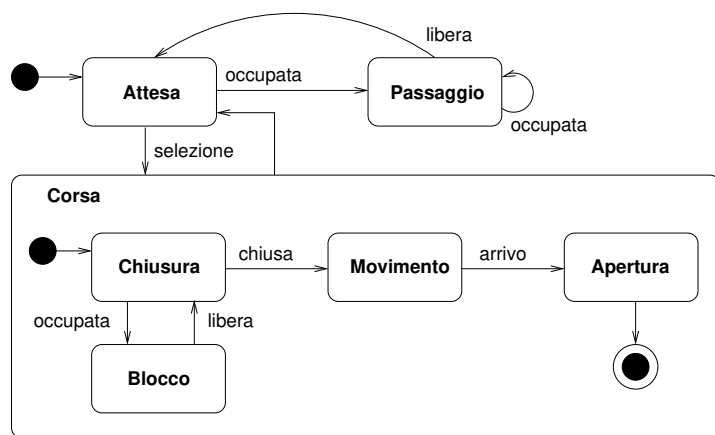 libera
Attesa
occupata
Passaggio
occupata
selezione
Corsa
Chiusura
chiusa
Movimento
arrivo
Apertura
occupata
libera
Blocco